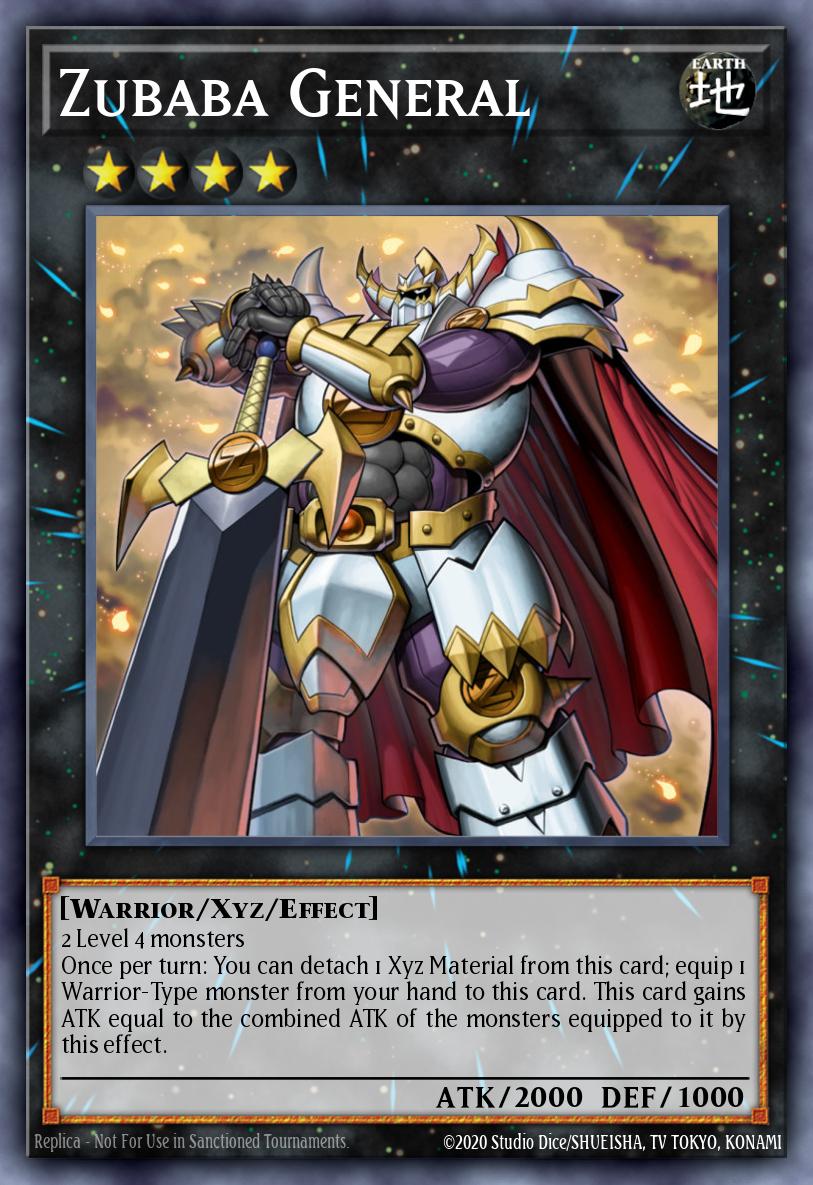 Zubaba General
EARTH
地
Z
Z
Z
Z
[Warrior/Xyz/Effect]
2 Level 4 monsters
Once per turn: You can detach 1 Xyz Material from this card; equip 1
Warrior-Type monster from your hand to this card. This card gains
ATK equal to the combined ATK of the monsters equipped to it by
this effect.
ATK/2000 DEF/1000
Replica - Not For Use in Sanctioned Tournaments.
©2020 Studio Dice/SHUEISHA, TV TOKYO, KONAMI